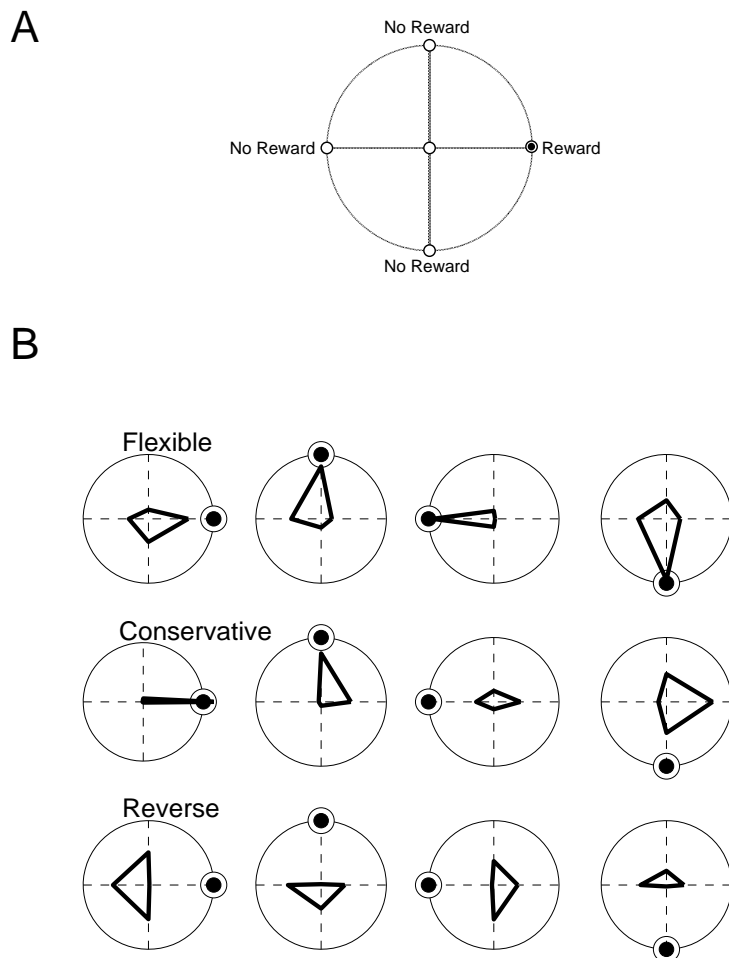 A
No Reward
No Reward
Reward
No Reward
B
Flexible
Conservative
Reverse